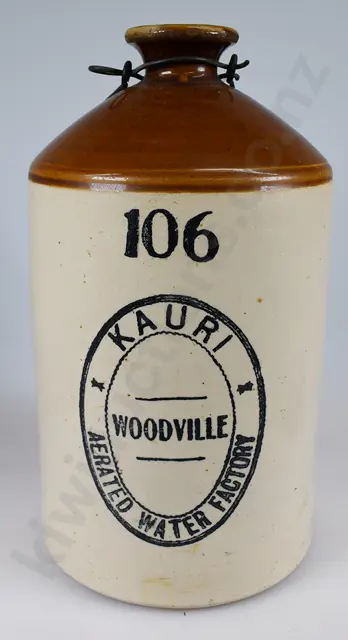 106
KAURI
WOODVILLE
AERATED WATER FACTORY